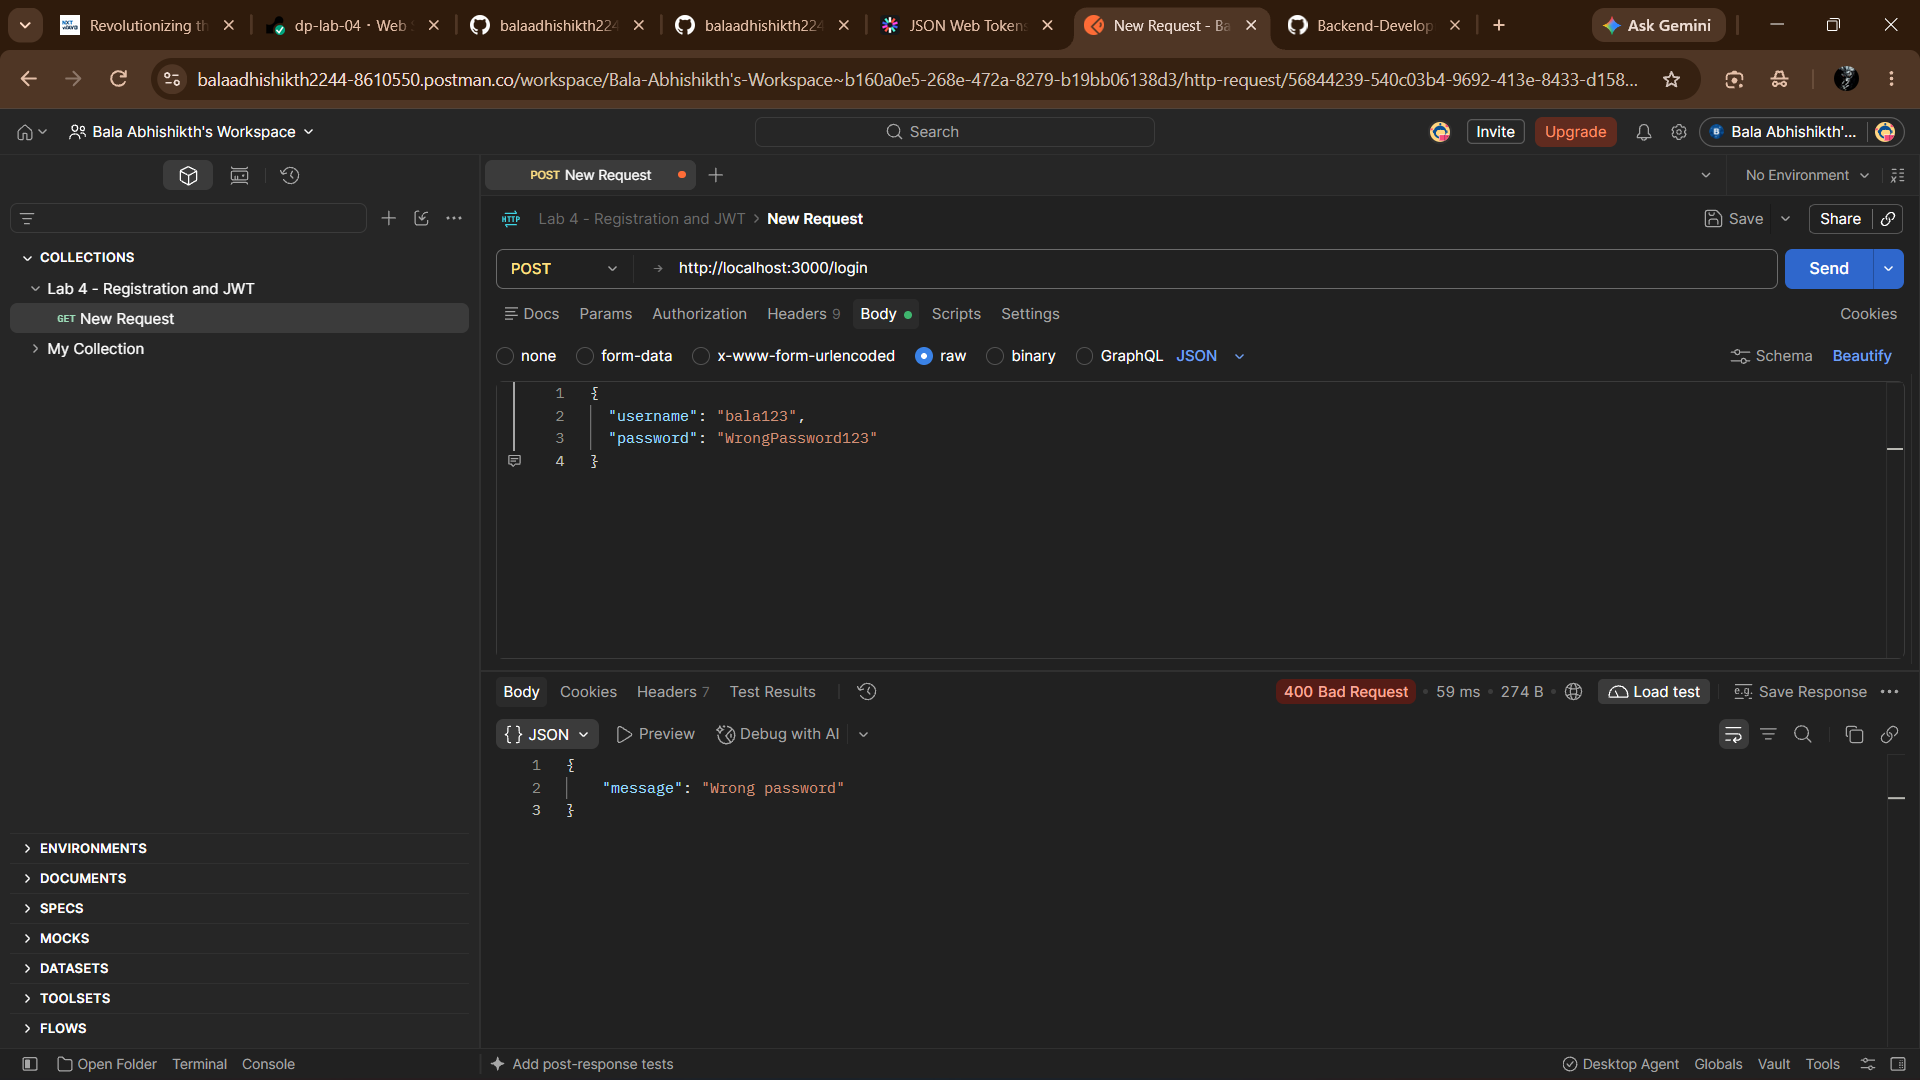 Revolutionizing th
dp-lab-04 · Web S
balaadhishikth224
balaadhishikth224
JSON Web Tokens
New Request - Ba
Backend-Develop
Ask Gemini
balaadhishikth2244-8610550.postman.co/workspace/Bala-Abhishikth's-Workspace~b160a0e5-268e-472a-8279-b19bb06138d3/http-request/56844239-540c03b4-9692-413e-8433-d158...
Bala Abhishikth's Workspace
Search
Invite
Upgrade
Bala Abhishikth'...
POST New Request
No Environment
HTTP
Lab 4 - Registration and JWT > New Request
Save
Share
COLLECTIONS
Lab 4 - Registration and JWT
GET New Request
My Collection
POST
http://localhost:3000/login
Send
Docs
Params
Authorization
Headers 9
Body
Scripts
Settings
Cookies
none
form-data
x-www-form-urlencoded
raw
binary
GraphQL
JSON
Schema
Beautify
1 {
2 "username": "bala123",
3 "password": "WrongPassword123"
4 }
Body
Cookies
Headers 7
Test Results
400 Bad Request • 59 ms • 274 B
Load test
e.g. Save Response
{} JSON
Preview
Debug with AI
1 {
2 "message": "Wrong password"
3 }
ENVIRONMENTS
DOCUMENTS
SPECS
MOCKS
DATASETS
TOOLSETS
FLOWS
Open Folder
Terminal
Console
Add post-response tests
Desktop Agent
Globals
Vault
Tools